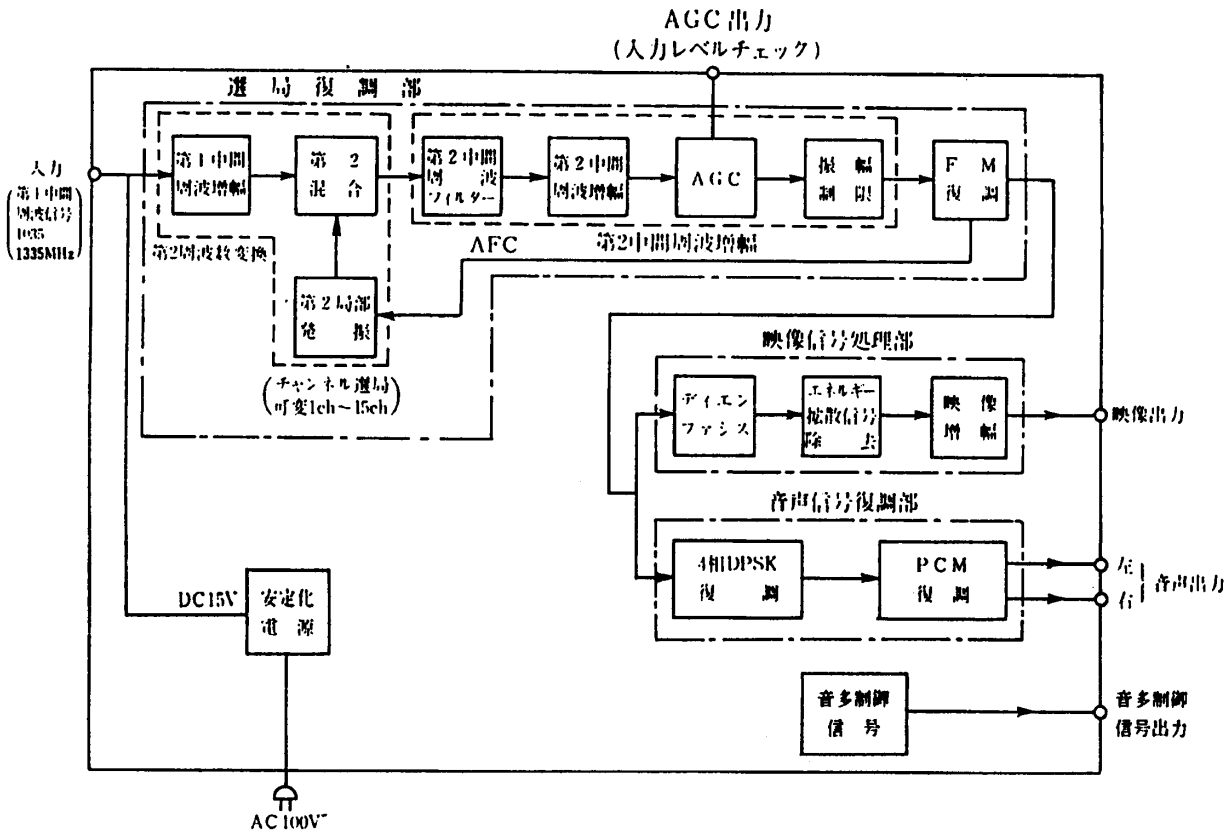 AGC出力
(入力レベルチェック)
選局復調部
入力
(第1中間
周波信号
1035
1335MHz)
第1中間
周波増幅
第2
混合
第2中間
周波
フィルター
第2中間
周波増幅
AGC
振幅
制限
FM
復調
第2周波数変換
AFC
第2中間周波増幅
第2局部
発振
(チャンネル選局
可変1ch〜15ch)
映像信号処理部
ディエン
ファシス
エネルギー
拡散信号
除去
映像
増幅
映像出力
音声信号復調部
4相DPSK
復調
PCM
復調
左
右
音声出力
DC15V
安定化
電源
音多制御
信号
音多制御
信号出力
AC100V